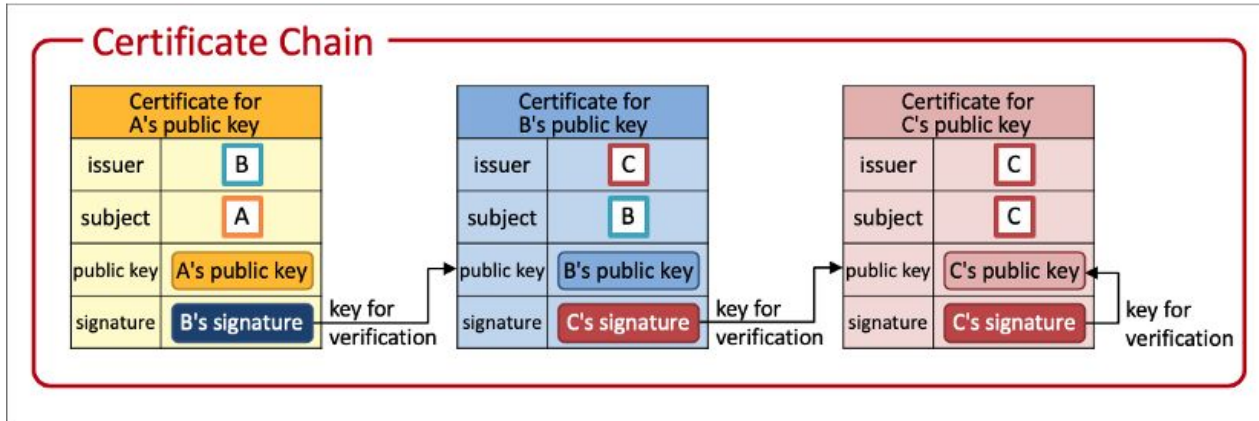 Certificate Chain
Certificate for
A's public key
issuer
B
subject
A
public key
A's public key
signature
B's signature
key for
verification
Certificate for
B's public key
issuer
C
subject
B
public key
B's public key
signature
C's signature
key for
verification
Certificate for
C's public key
issuer
C
subject
C
public key
C's public key
signature
C's signature
key for
verification